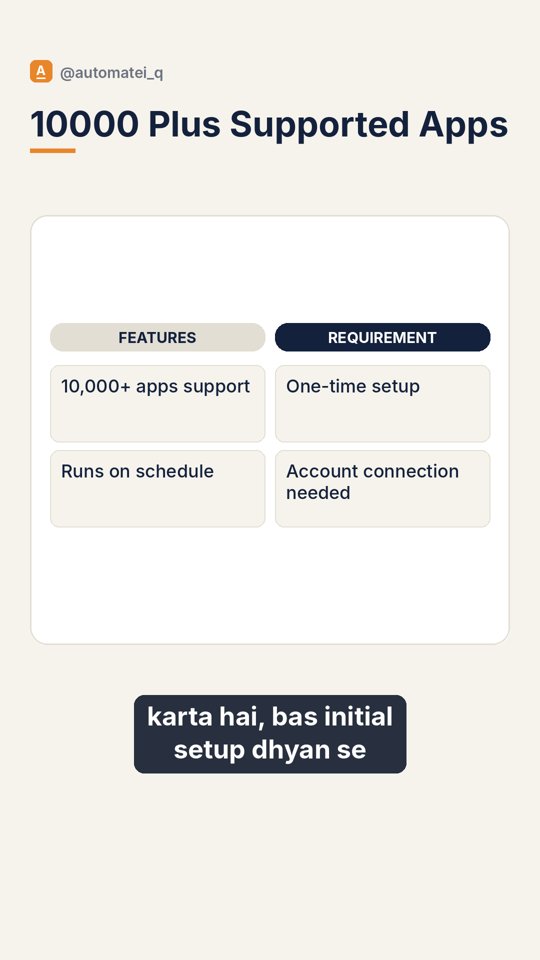 A
@automatei_q
10000 Plus Supported Apps
FEATURES
REQUIREMENT
10,000+ apps support
One-time setup
Runs on schedule
Account connection
needed
karta hai, bas initial
setup dhyan se